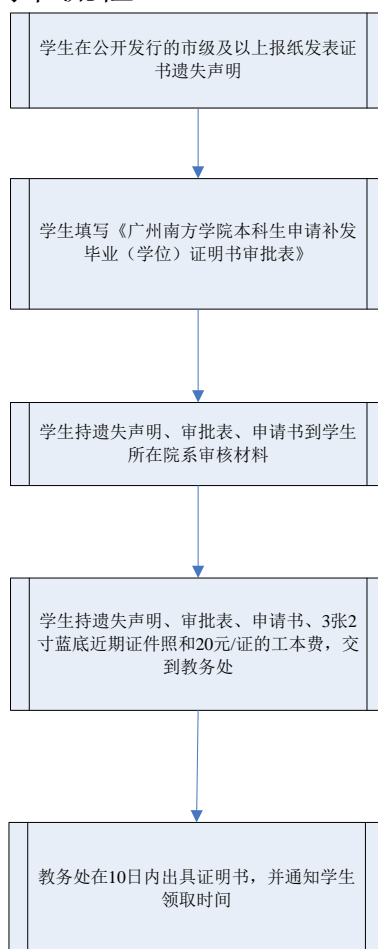 学生在公开发行的市级及以上报纸发表证
书遗失声明
学生填写《广州南方学院本科生申请补发
毕业（学位）证明书审批表》
学生持遗失声明、审批表、申请书到学生
所在院系审核材料
学生持遗失声明、审批表、申请书、3张2
寸蓝底近期证件照和20元/证的工本费，交
到教务处
教务处在10日内出具证明书，并通知学生
领取时间